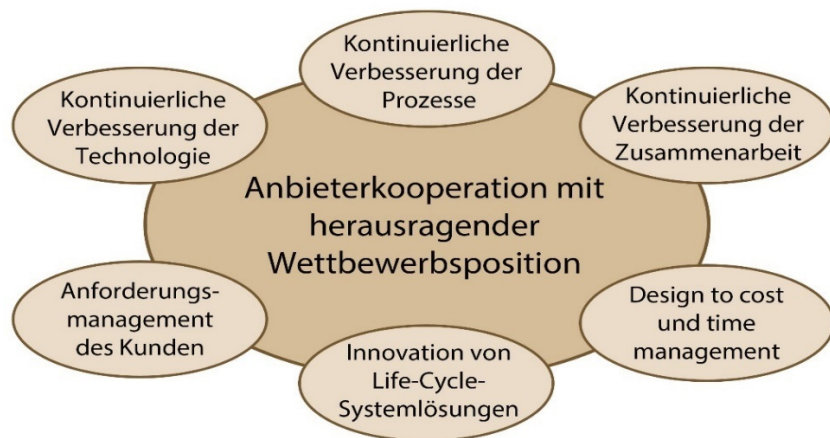 Kontinuierliche
Verbesserung der
Prozesse
Kontinuierliche
Verbesserung der
Technologie
Kontinuierliche
Verbesserung der
Zusammenarbeit
Anbieterkooperation mit
herausragender
Wettbewerbsposition
Anforderungs-
management
des Kunden
Innovation von
Life-Cycle-
Systemlösungen
Design to cost
und time
management